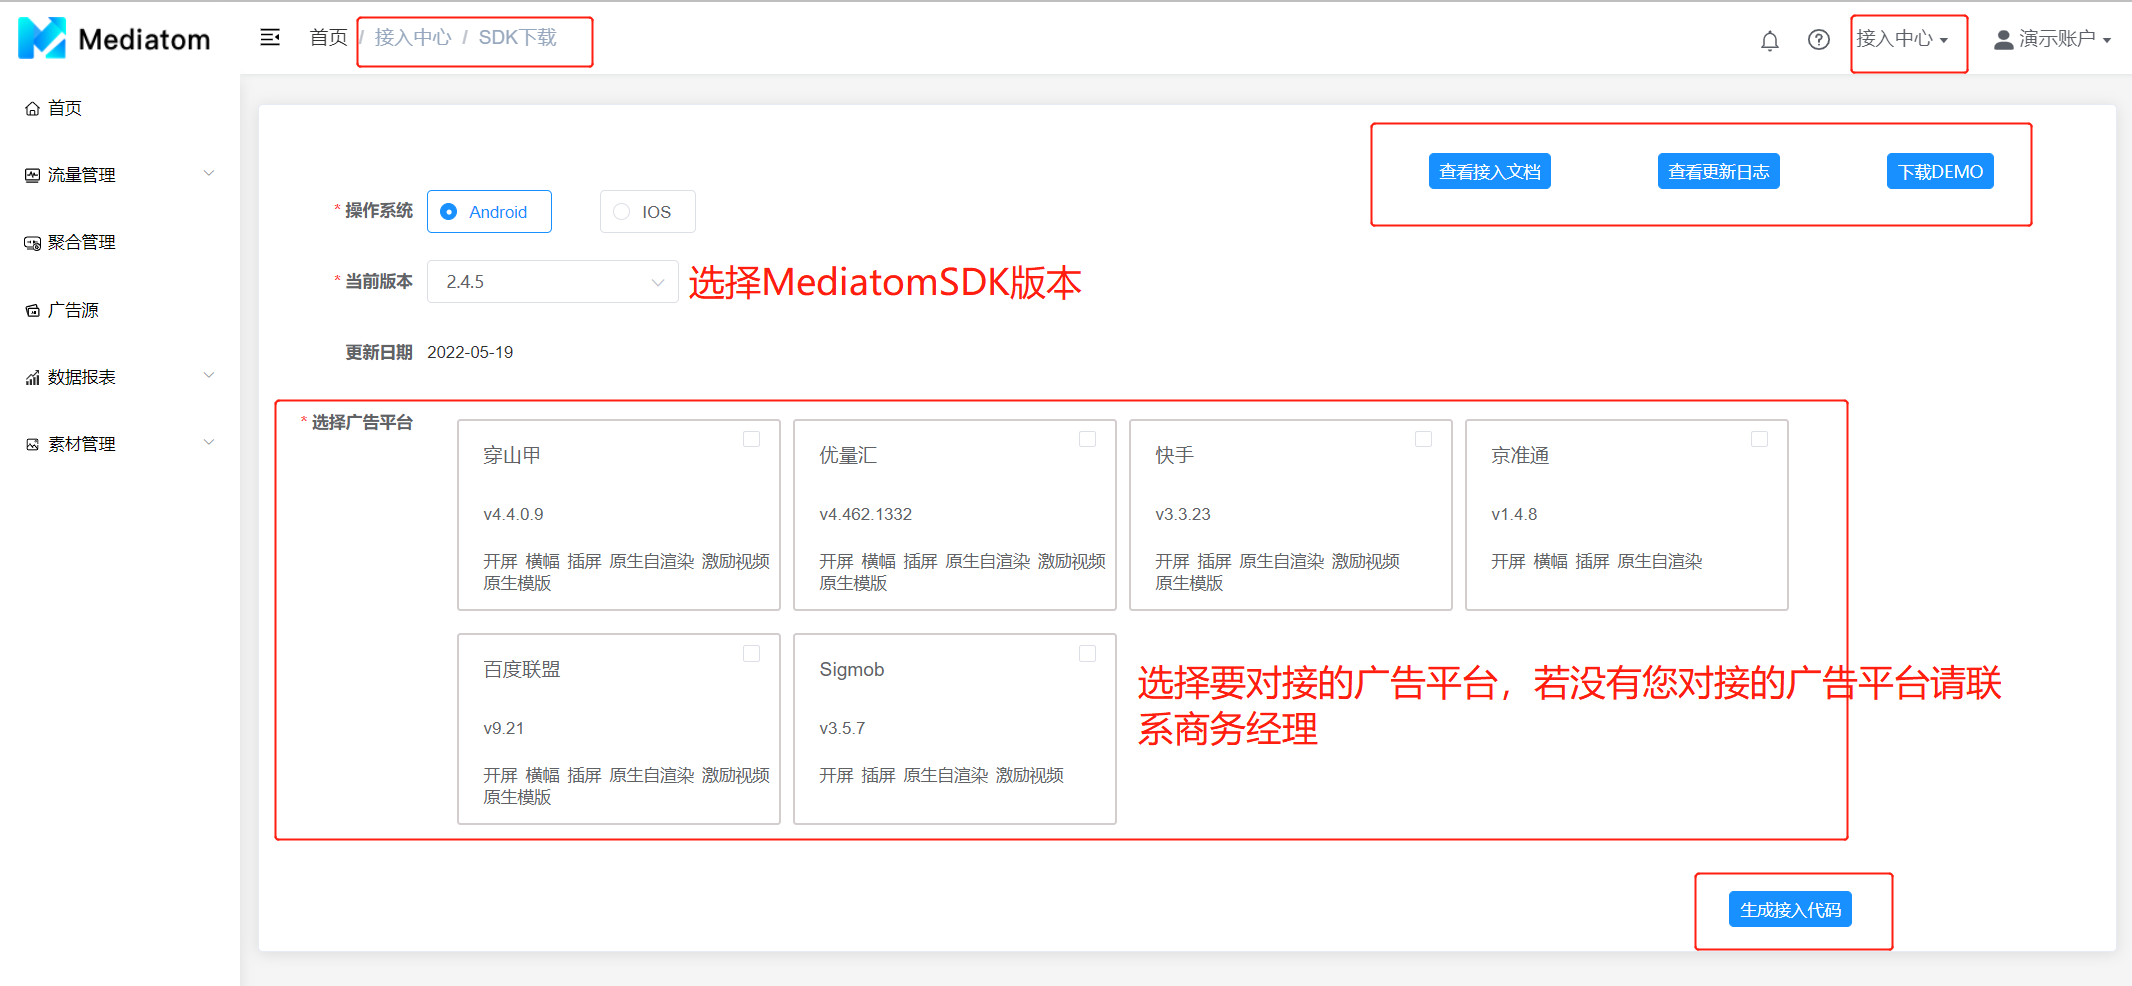 Mediatom
首页 / 接入中心 / SDK下载
接入中心
演示账户
首页
流量管理
聚合管理
广告源
数据报表
素材管理
查看接入文档
查看更新日志
下载DEMO
* 操作系统
Android
IOS
* 当前版本
2.4.5
选择MediatomSDK版本
更新日期
2022-05-19
* 选择广告平台
穿山甲
v4.4.0.9
开屏 横幅 插屏 原生自渲染 激励视频
原生模版
优量汇
v4.462.1332
开屏 横幅 插屏 原生自渲染 激励视频
原生模版
快手
v3.3.23
开屏 插屏 原生自渲染 激励视频
原生模版
京准通
v1.4.8
开屏 横幅 插屏 原生自渲染
百度联盟
v9.21
开屏 横幅 插屏 原生自渲染 激励视频
原生模版
Sigmob
v3.5.7
开屏 插屏 原生自渲染 激励视频
选择要对接的广告平台，若没有您对接的广告平台请联
系商务经理
生成接入代码